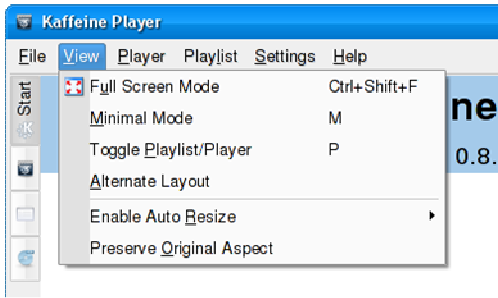 Kaffeine Player
File View Player Playlist Settings Help
Start
Full Screen Mode Ctrl+Shift+F
ne
Minimal Mode M
Toggle Playlist/Player P
0.8.
Alternate Layout
Enable Auto Resize
Preserve Original Aspect